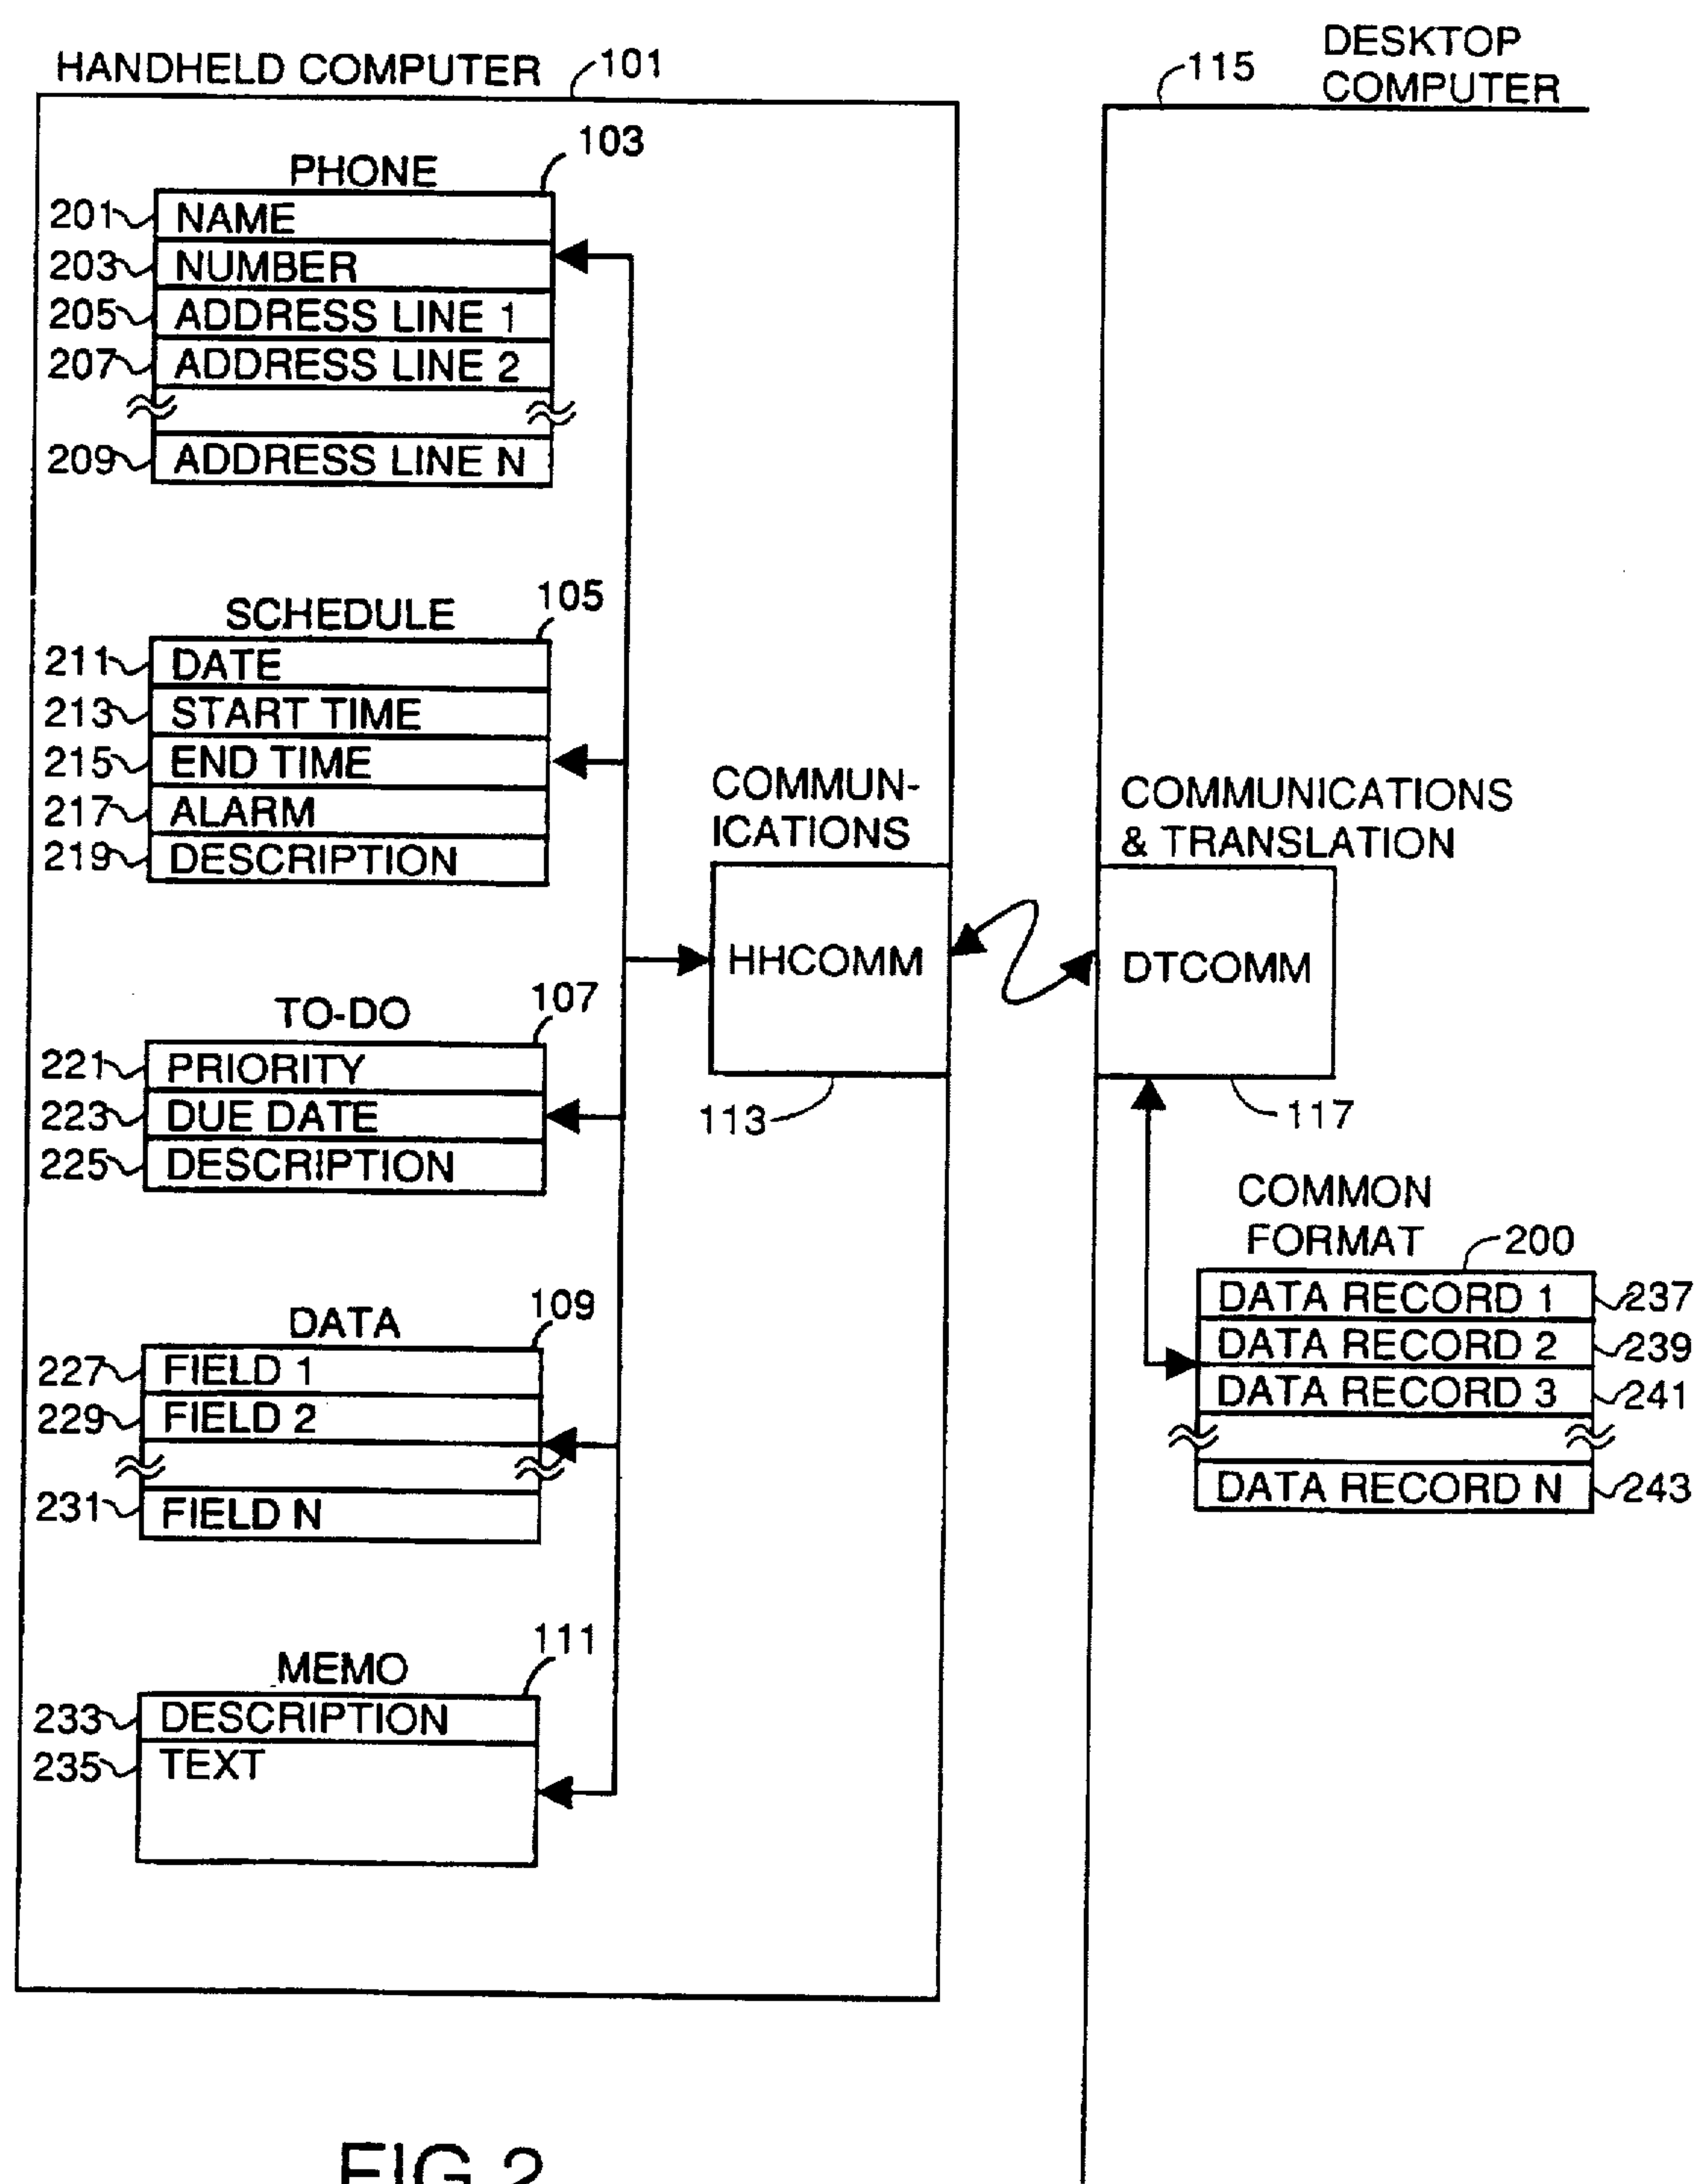 HANDHELD COMPUTER
101
PHONE
103
201 NAME
203 NUMBER
205 ADDRESS LINE 1
207 ADDRESS LINE 2
209 ADDRESS LINE N
SCHEDULE
105
211 DATE
213 START TIME
215 END TIME
217 ALARM
219 DESCRIPTION
TO-DO
107
221 PRIORITY
223 DUE DATE
225 DESCRIPTION
DATA
109
227 FIELD 1
229 FIELD 2
231 FIELD N
MEMO
111
233 DESCRIPTION
235 TEXT
COMMUN-
ICATIONS
HHCOMM
113
115
DESKTOP
COMPUTER
COMMUNICATIONS
& TRANSLATION
DTCOMM
117
COMMON
FORMAT
200
DATA RECORD 1 237
DATA RECORD 2 239
DATA RECORD 3 241
DATA RECORD N 243
FIG 2